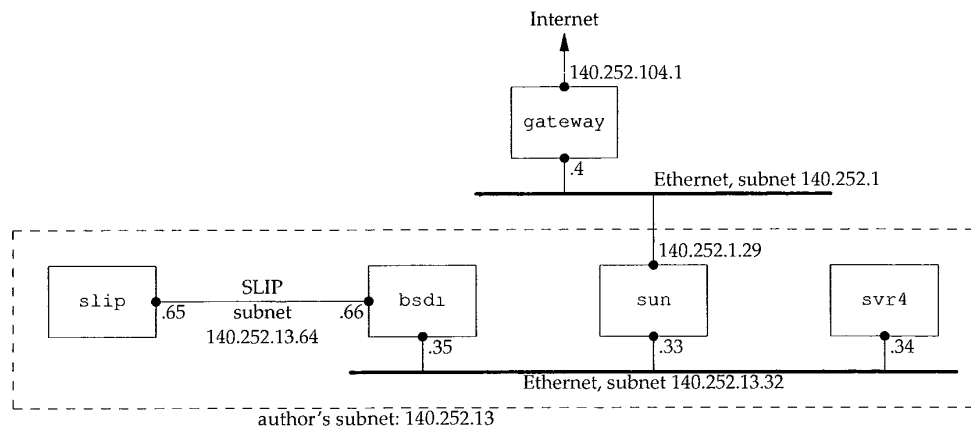 Internet
140.252.104.1
gateway
.4
Ethernet, subnet 140.252.1
140.252.1.29
slip
SLIP
bsdi
sun
svr4
.65
subnet
.66
140.252.13.64
.35
.33
.34
Ethernet, subnet 140.252.13.32
author's subnet: 140.252.13